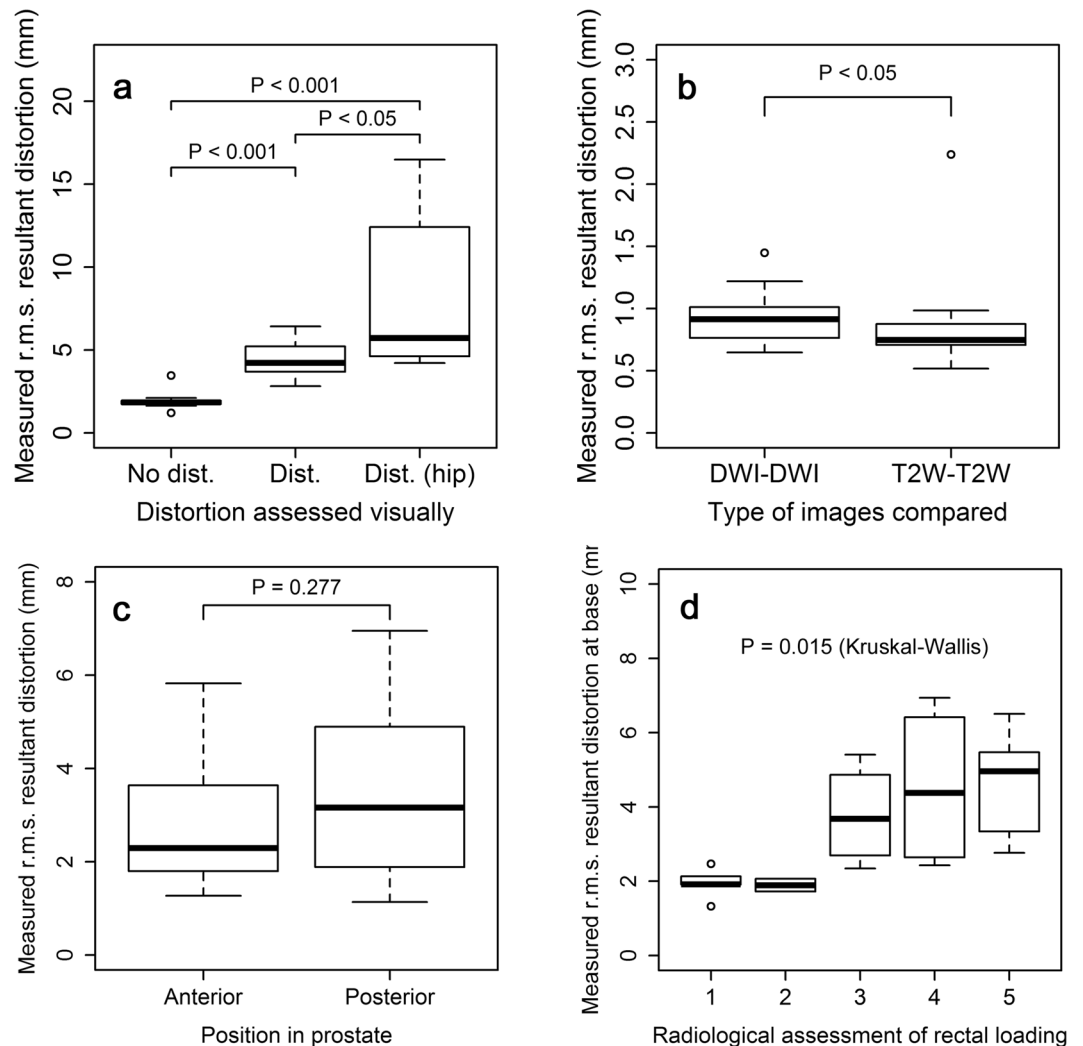 a
Measured r.m.s. resultant distortion (mm)
20
15
10
5
0
P < 0.001
P < 0.05
P < 0.001
No dist.
Dist.
Dist. (hip)
Distortion assessed visually
b
Measured r.m.s. resultant distortion (mm)
3.0
2.5
2.0
1.5
1.0
0.5
0.0
P < 0.05
DWI-DWI
T2W-T2W
Type of images compared
c
Measured r.m.s. resultant distortion (mm)
8
6
4
2
0
P = 0.277
Anterior
Posterior
Position in prostate
d
Measured r.m.s. resultant distortion at base
10
8
6
4
2
0
P = 0.015 (Kruskal-Wallis)
1
2
3
4
5
Radiological assessment of rectal loading